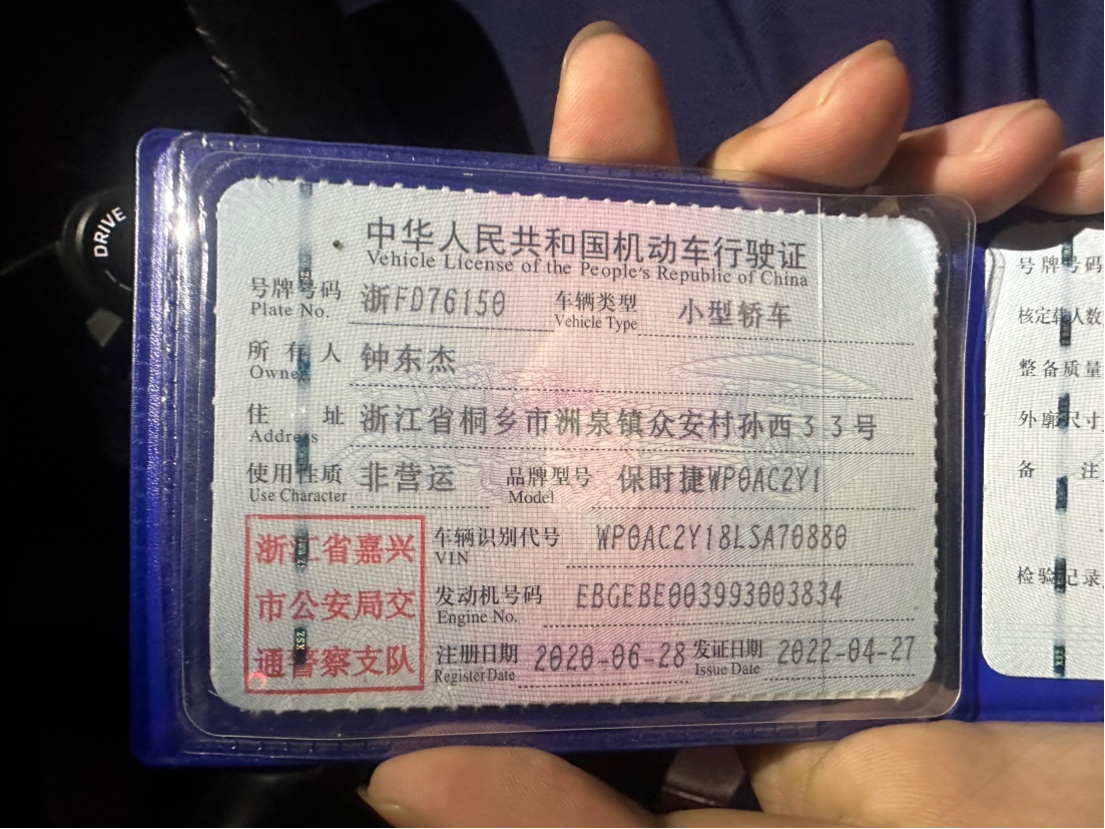 DRIVE
中华人民共和国机动车行驶证
Vehicle License of the People's Republic of China
号牌号码 浙FD76150 车辆类型 小型轿车
Plate No. Vehicle Type
所有人 钟东杰
Owner
住址 浙江省桐乡市洲泉镇众安村孙西33号
Address
使用性质 非营运 品牌型号 保时捷WP0AC2Y1
Use Character Model
浙江省嘉兴
市公安局交
通警察支队
车辆识别代号 WP0AC2Y18LSA70880
VIN
发动机号码 EBGEBE003993003834
Engine No.
注册日期 2020-06-28 发证日期 2022-04-27
Register Date Issue Date
号牌号码
核定载人数
整备质量
外廓尺寸
备注
检验记录